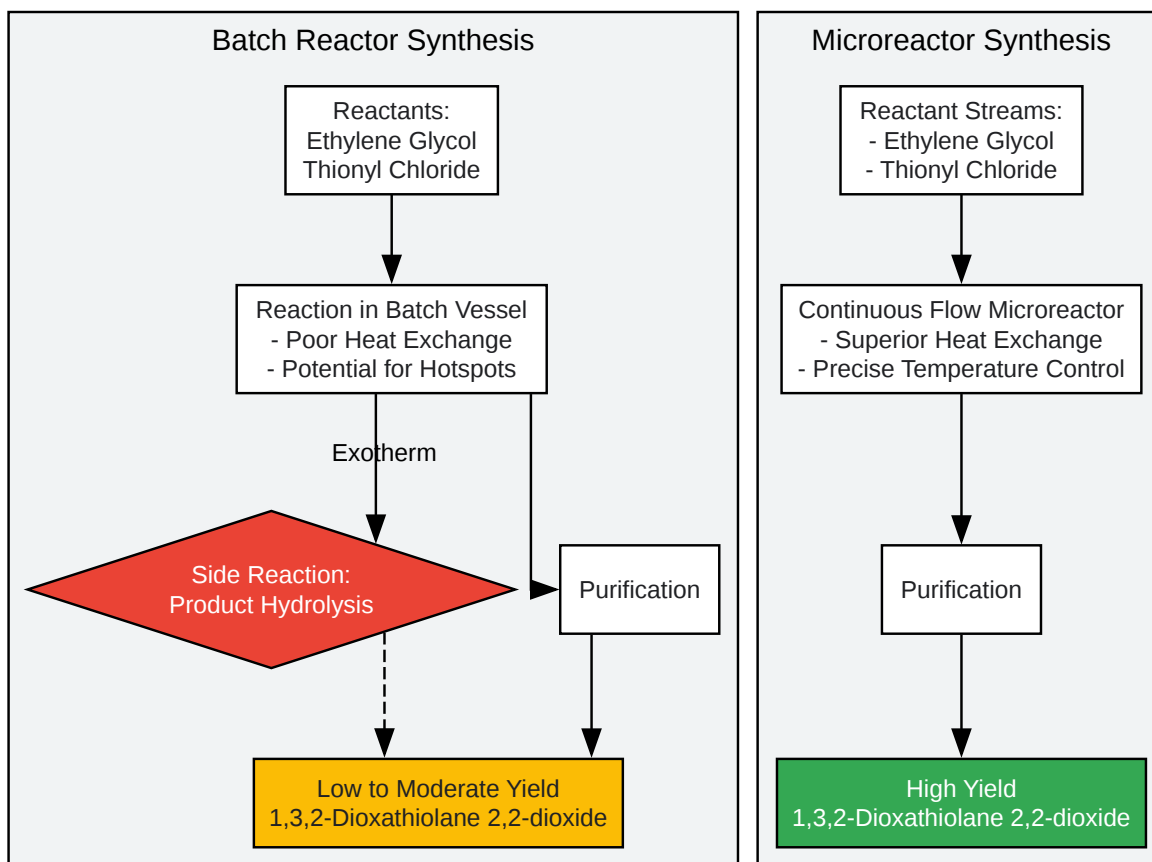 Batch Reactor Synthesis
Reactants:
Ethylene Glycol
Thionyl Chloride
Reaction in Batch Vessel
- Poor Heat Exchange
- Potential for Hotspots
Exotherm
Side Reaction:
Product Hydrolysis
Purification
Low to Moderate Yield
1,3,2-Dioxathiolane 2,2-dioxide
Microreactor Synthesis
Reactant Streams:
- Ethylene Glycol
- Thionyl Chloride
Continuous Flow Microreactor
- Superior Heat Exchange
- Precise Temperature Control
Purification
High Yield
1,3,2-Dioxathiolane 2,2-dioxide